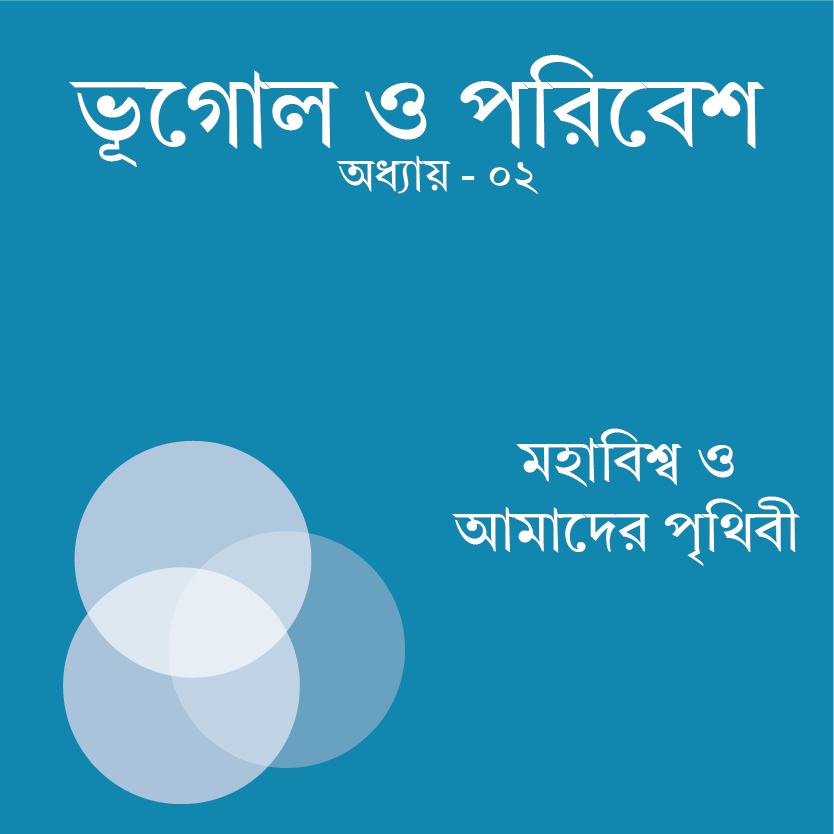 ভূগোল ও পরিবেশ
অধ্যায় - ০২
মহাবিশ্ব ও
আমাদের পৃথিবী